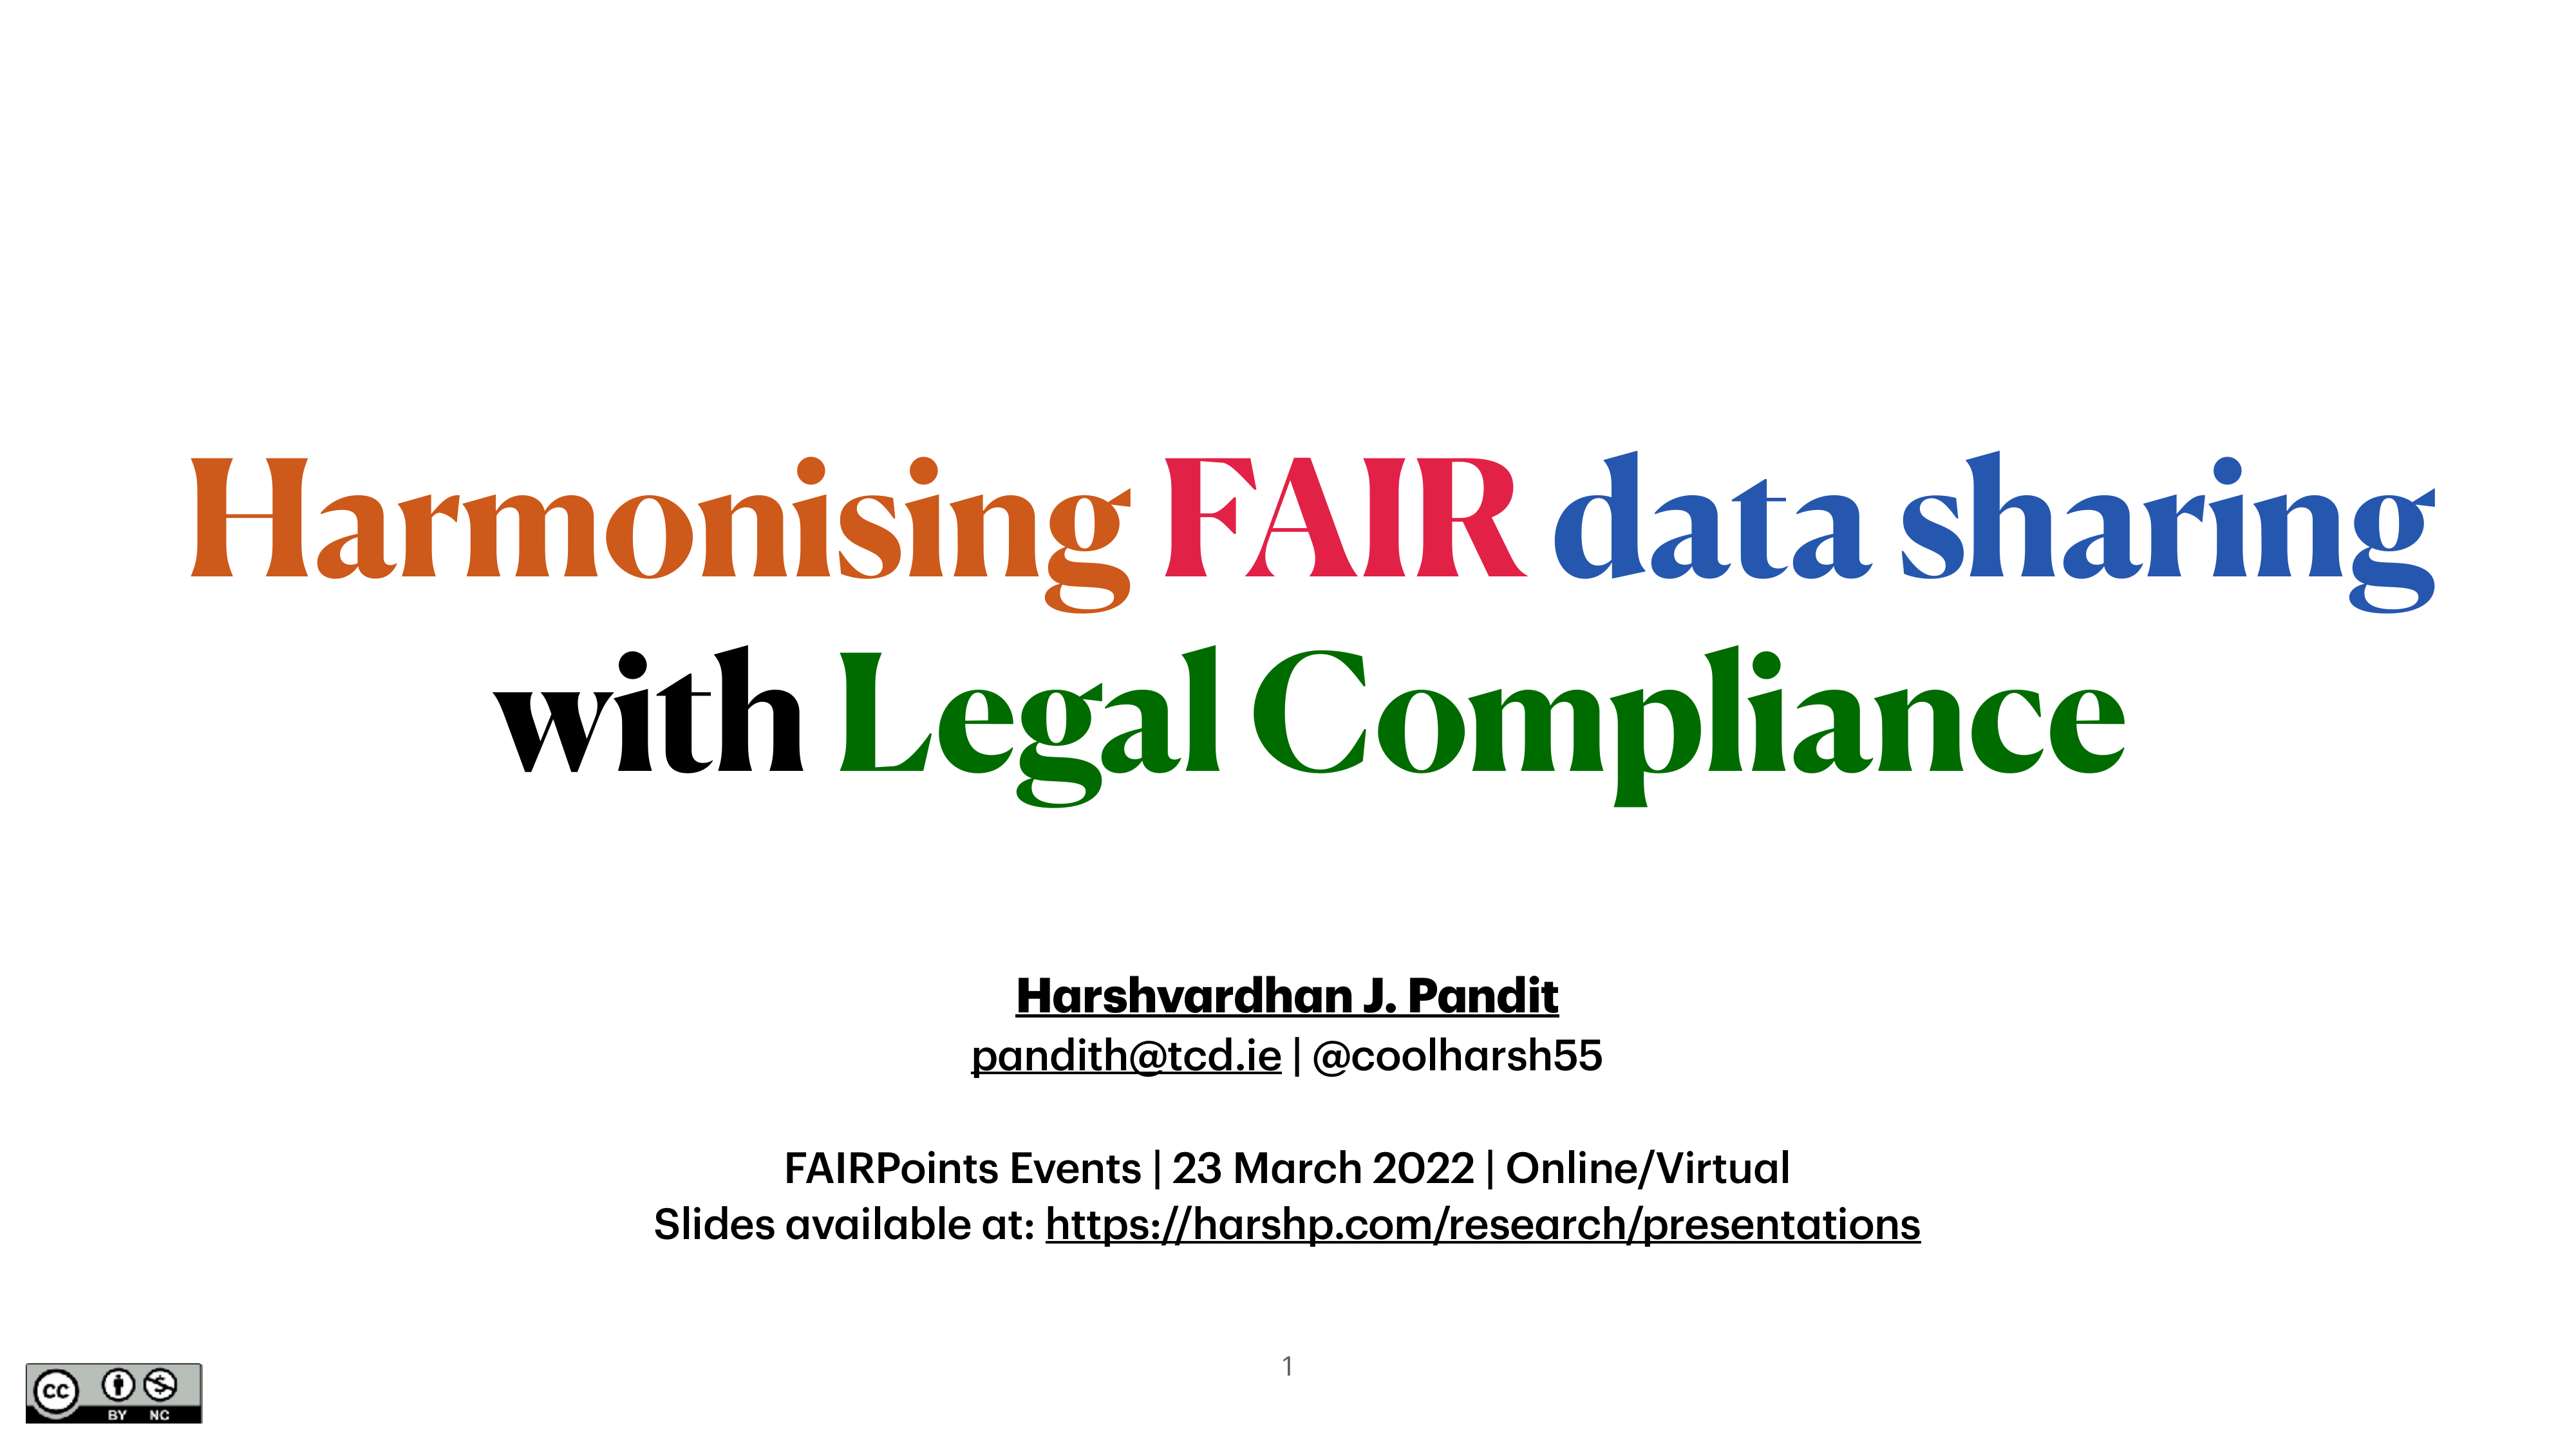 Harmonising FAIR data sharing
with Legal Compliance
Harshvardhan J. Pandit
pandith@tcd.ie | @coolharsh55
FAIRPoints Events | 23 March 2022 | Online/Virtual
Slides available at: https://harshp.com/research/presentations
1
cc
BY NC